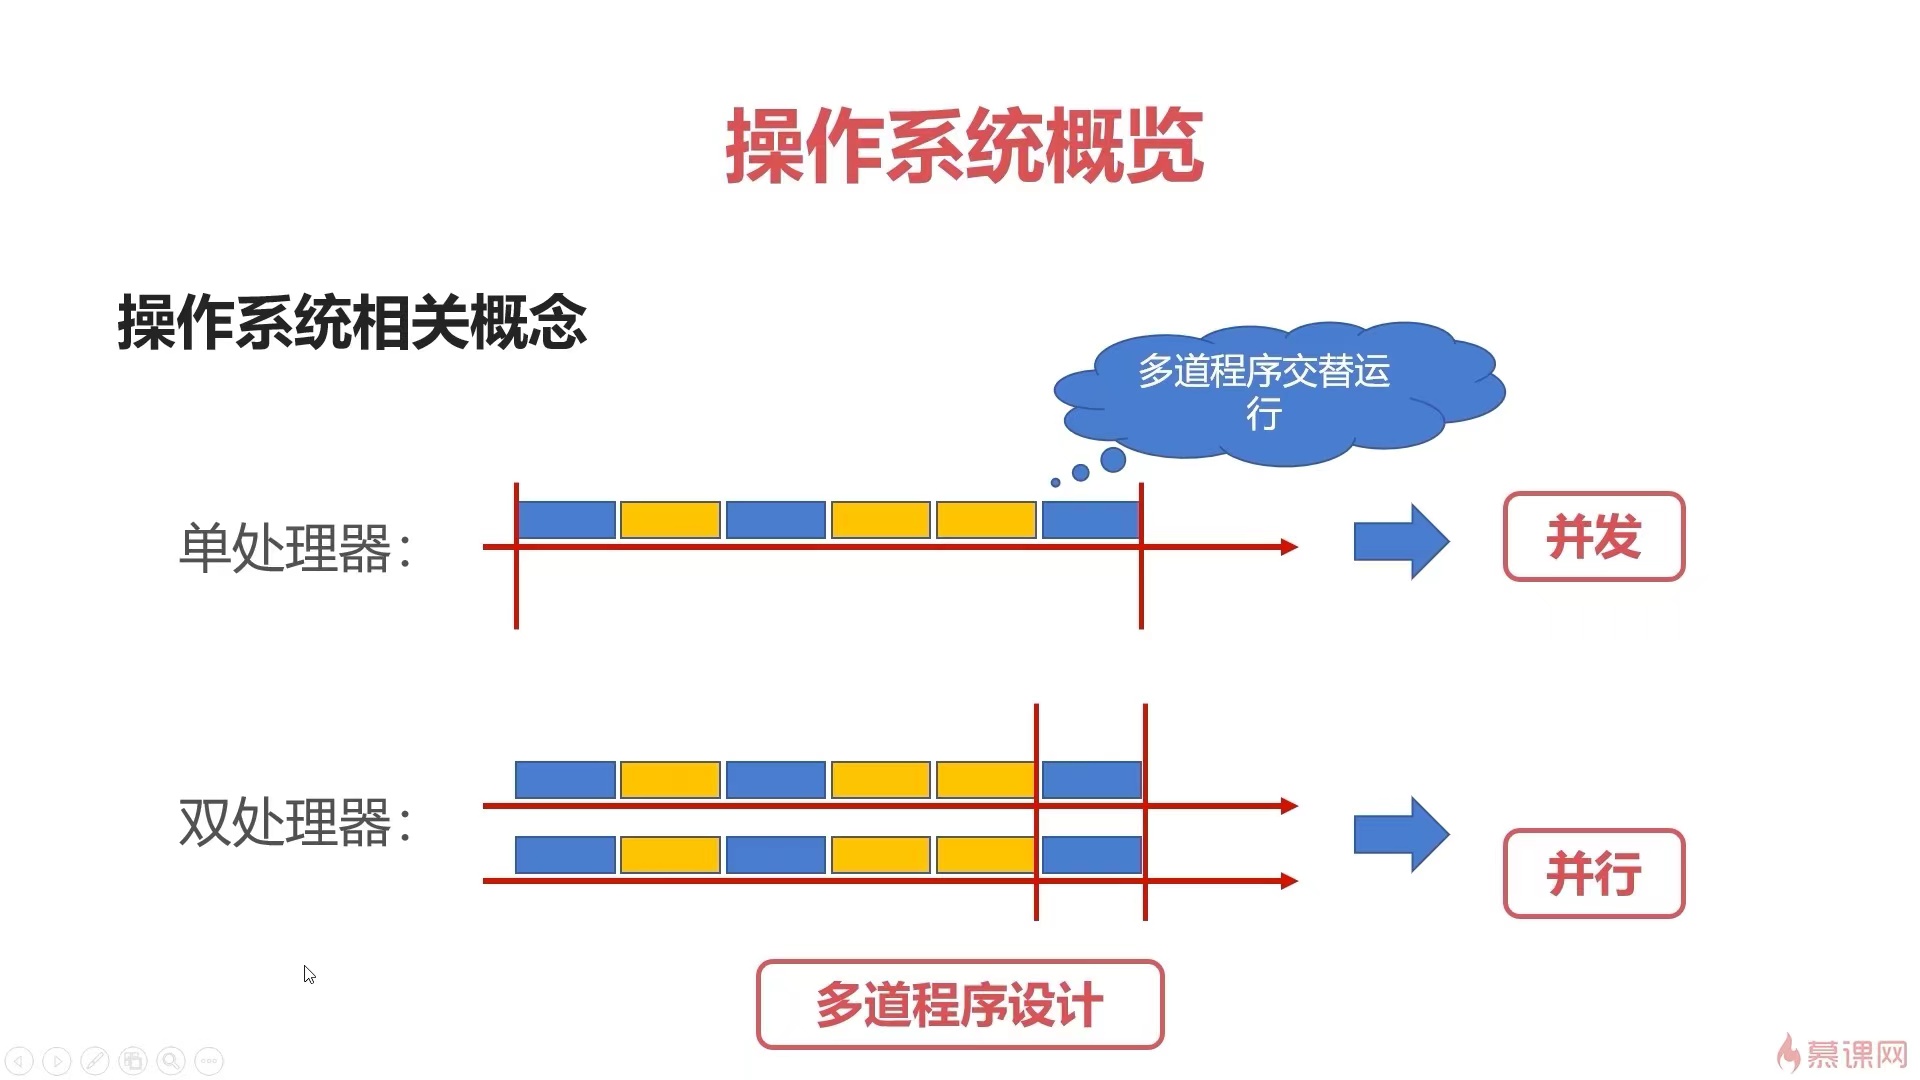 操作系统概览
操作系统相关概念
多道程序交替运
行
单处理器：
并发
双处理器：
并行
多道程序设计
慕课网